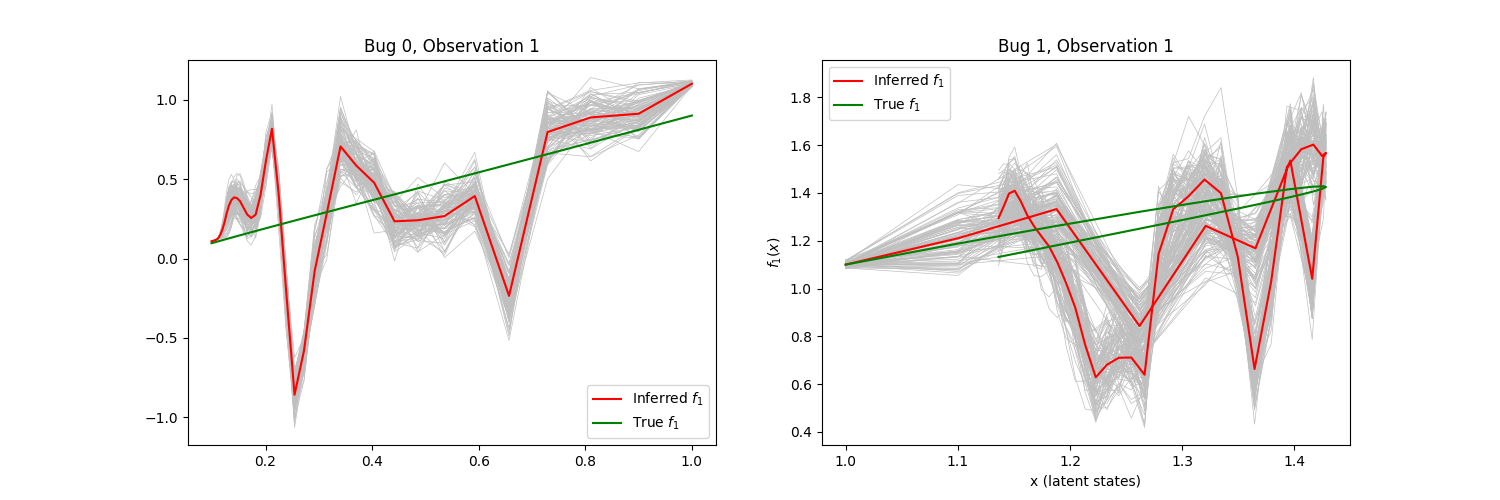 Bug 0, Observation 1
1.0
0.5
0.0
−0.5
−1.0
Inferred f₁
True f₁
0.2 0.4 0.6 0.8 1.0
Bug 1, Observation 1
Inferred f₁
True f₁
f₁(x)
1.8
1.6
1.4
1.2
1.0
0.8
0.6
0.4
1.0 1.1 1.2 1.3 1.4
x (latent states)